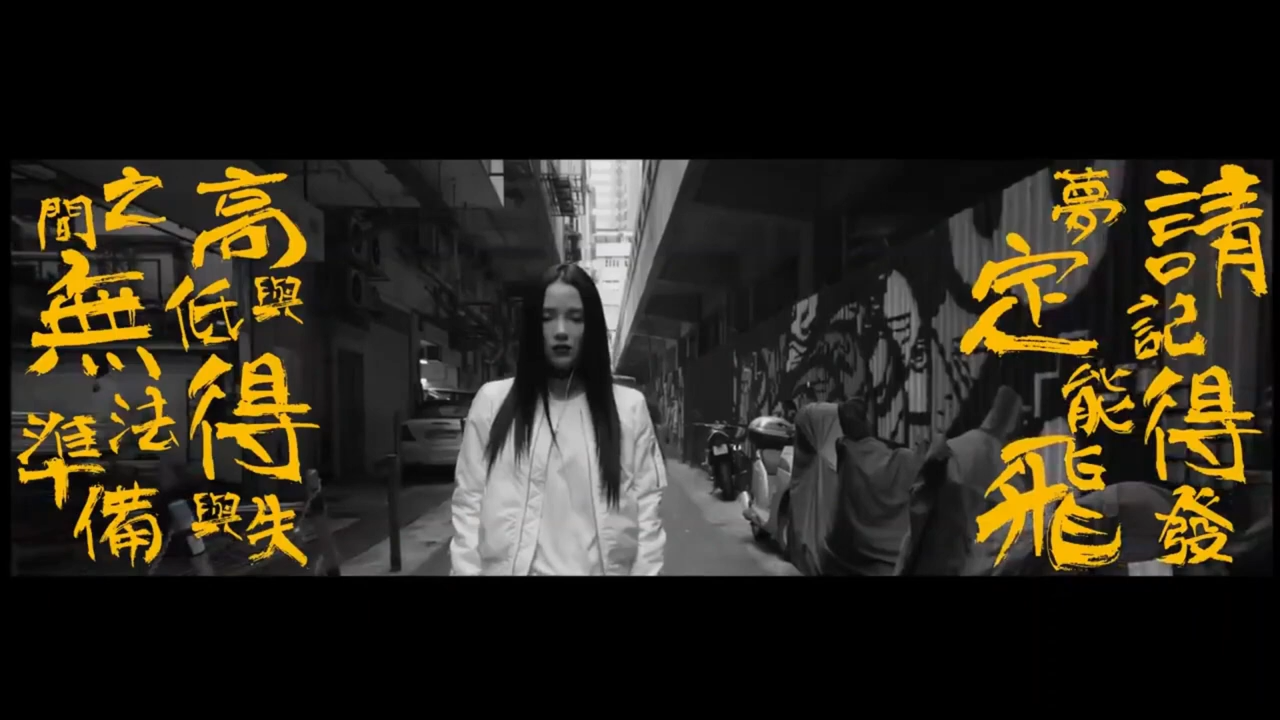 請記得發
夢定能飛
高與低得與失
之間無法準備